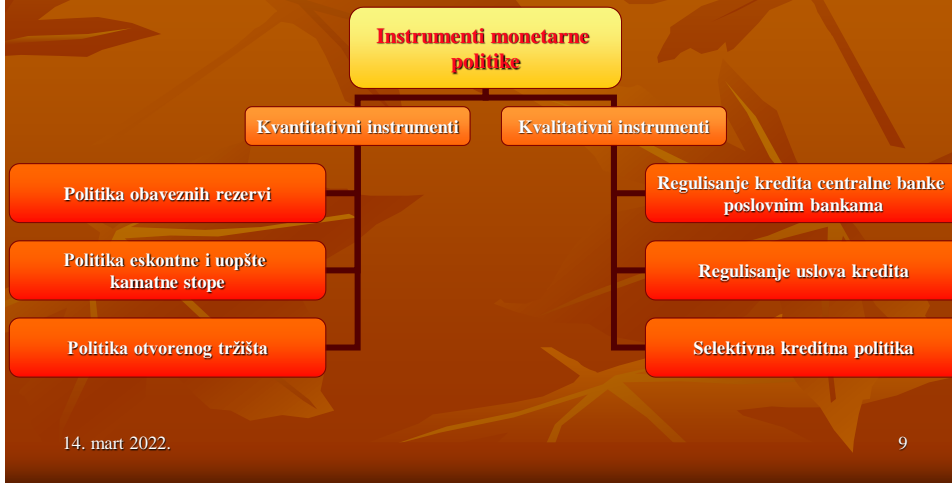 Instrumenti monetarne
politike
Kvantitativni instrumenti
Kvalitativni instrumenti
Politika obaveznih rezervi
Politika eskontne i uopšte
kamatne stope
Politika otvorenog tržišta
Regulisanje kredita centralne banke
poslovnim bankama
Regulisanje uslova kredita
Selektivna kreditna politika
14. mart 2022.
9